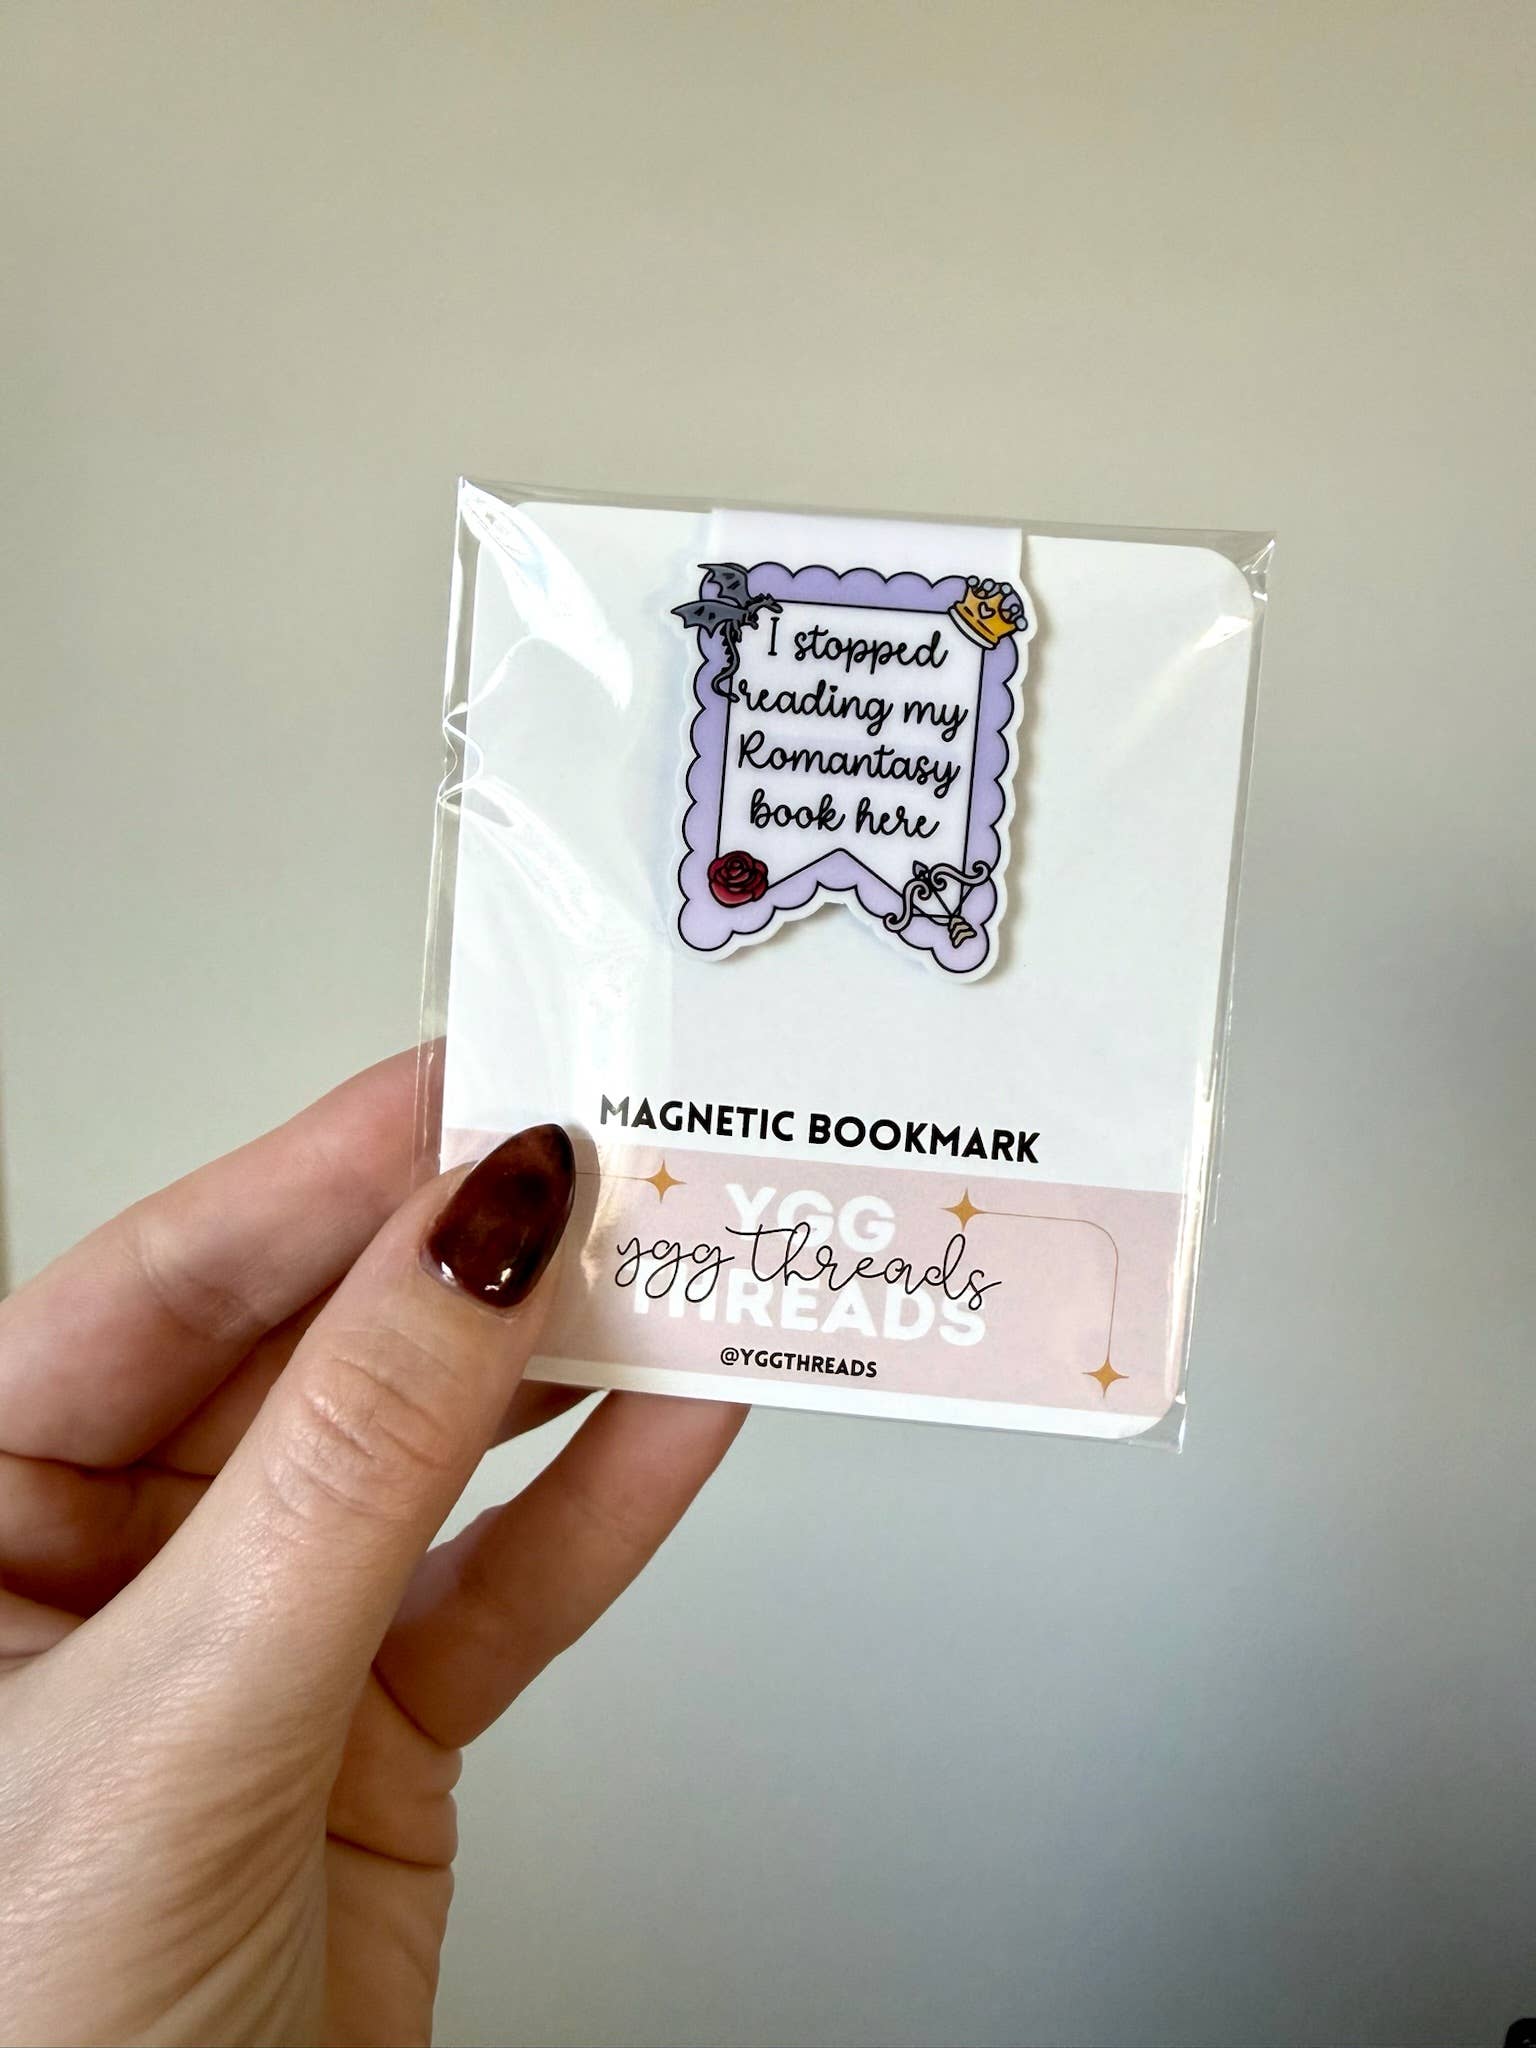 I stopped
reading my
Romantasy
book here
MAGNETIC BOOKMARK
YGG
ygg threads
THREADS
@YGGTHREADS